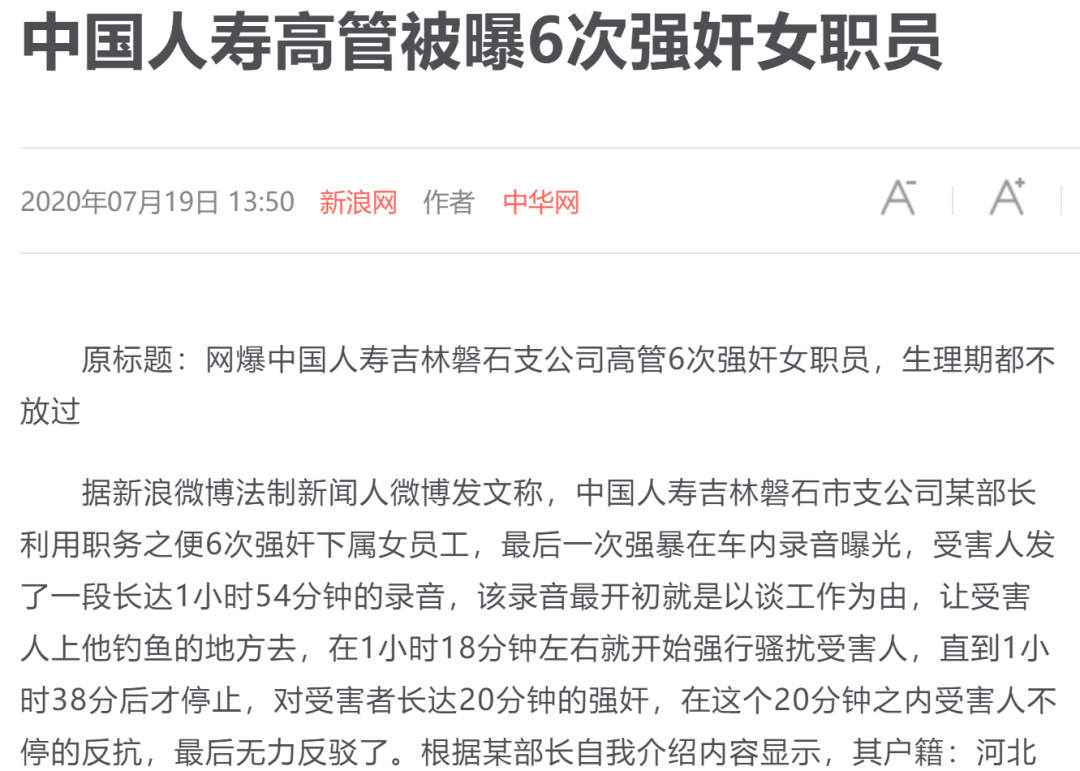 中国人寿高管被曝6次强奸女职员
2020年07月19日 13:50 新浪网 作者 中华网 A- A+
原标题：网爆中国人寿吉林磐石支公司高管6次强奸女职员，生理期都不
放过
据新浪微博法制新闻人微博发文称，中国人寿吉林磐石市支公司某部长
利用职务之便6次强奸下属女员工，最后一次强暴在车内录音曝光，受害人发
了一段长达1小时54分钟的录音，该录音最开初就是以谈工作为由，让受害
人上他钓鱼的地方去，在1小时18分钟左右就开始强行骚扰受害人，直到1小
时38分后才停止，对受害者长达20分钟的强奸，在这个20分钟之内受害人不
停的反抗，最后无力反驳了。根据某部长自我介绍内容显示，其户籍：河北